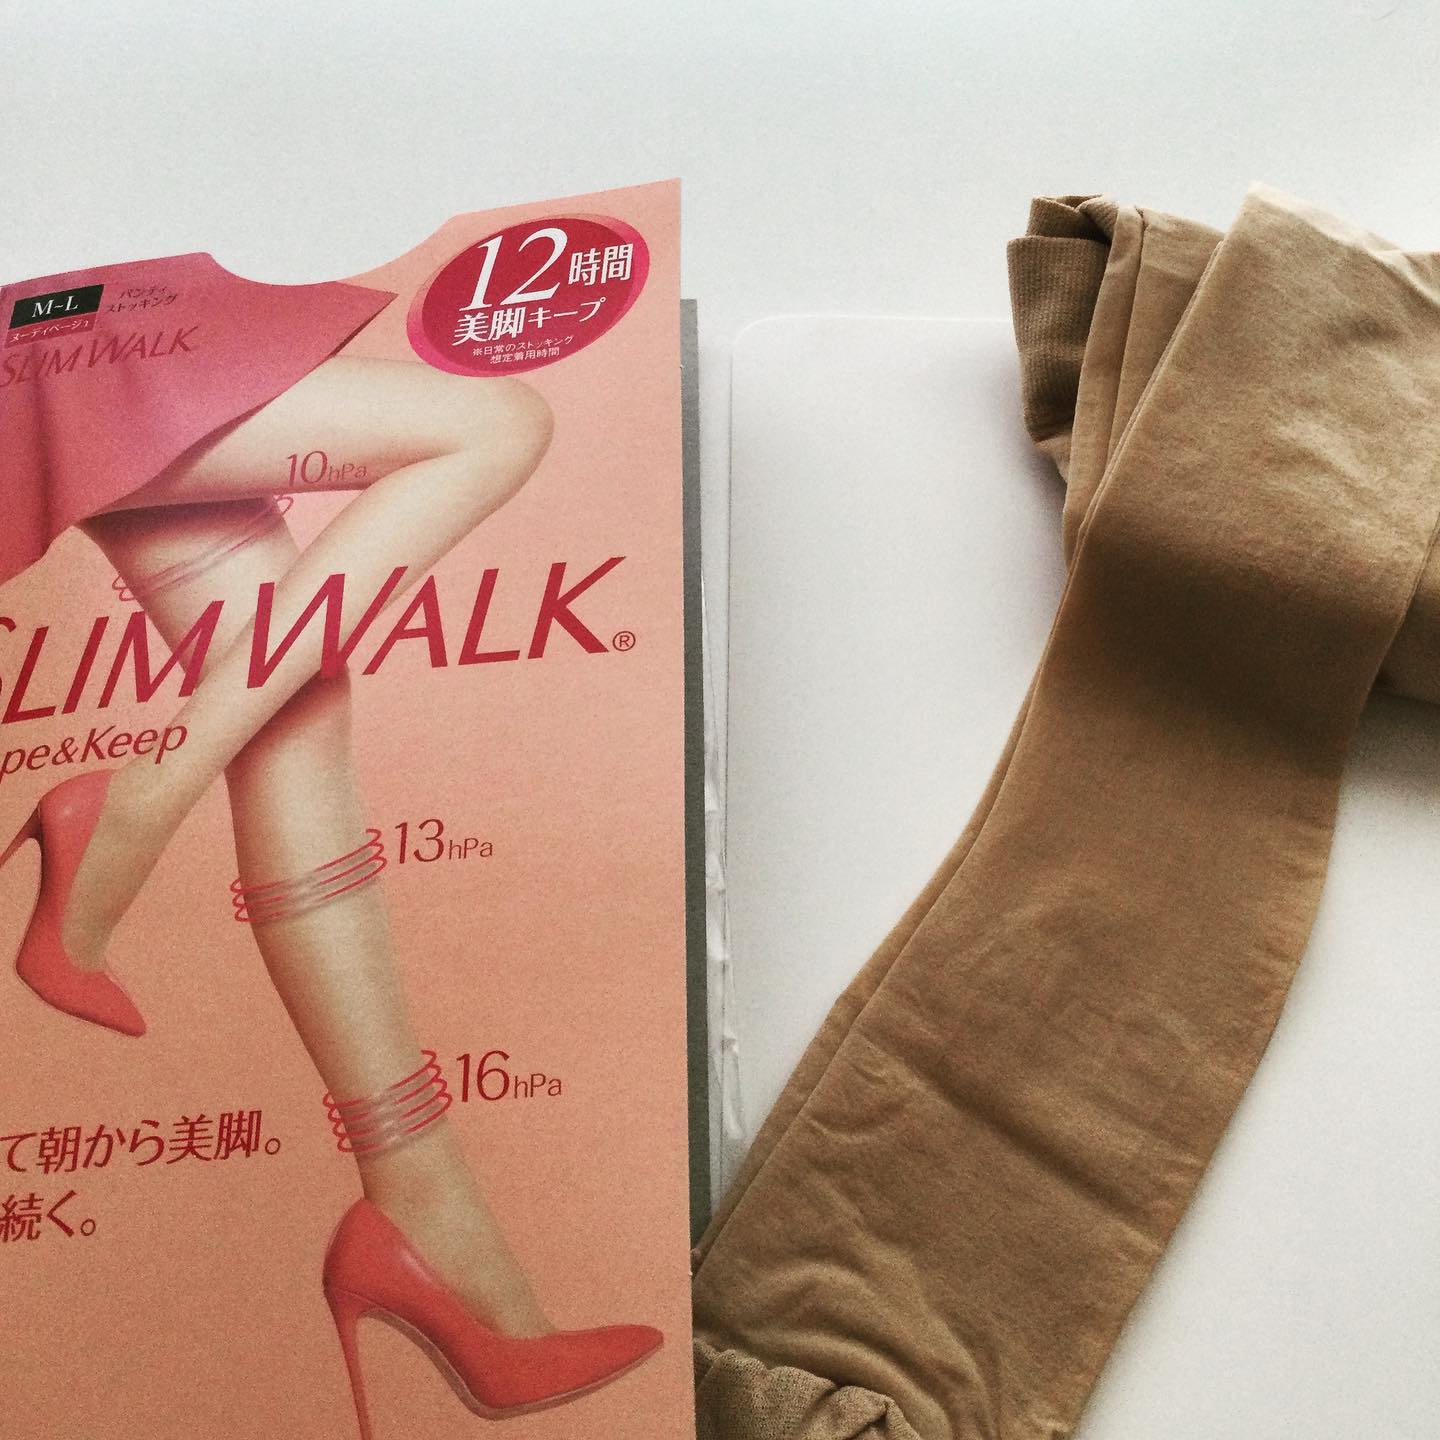 M~L
パンティ
ストッキング
ヌーディベージュ
SLIM WALK
12時間
美脚キープ
※日常のストッキング
想定着用時間
10hPa
SLIM WALK®
pe&Keep
13hPa
16hPa
て朝から美脚。
続く。